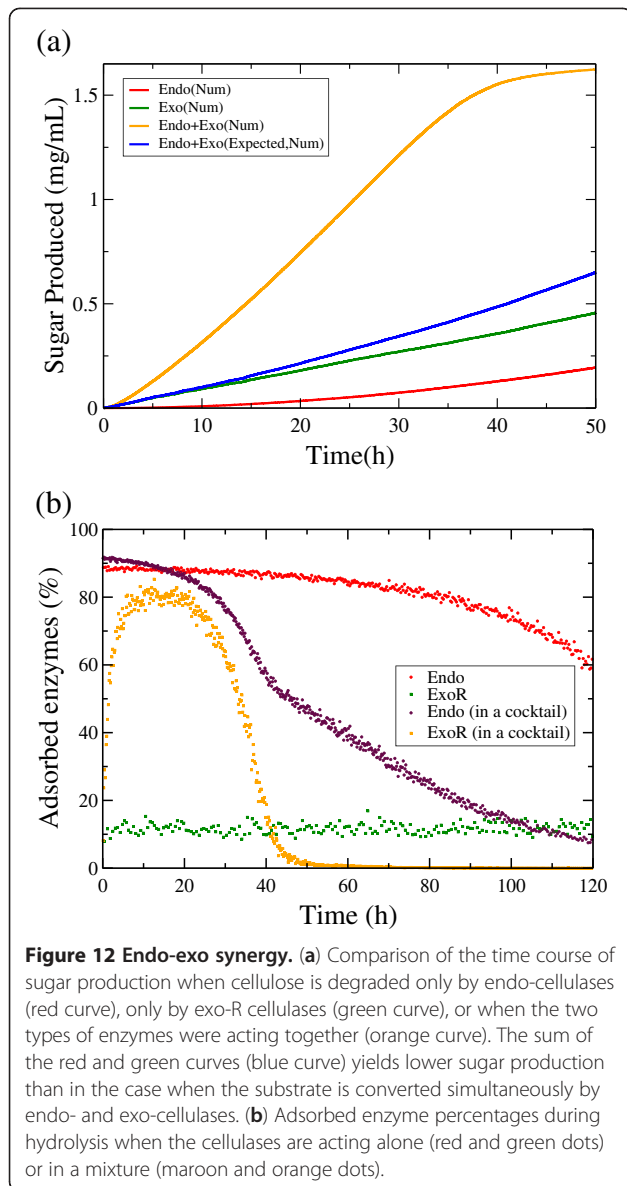 (a)
Sugar Produced (mg/mL)
1.5
1
0.5
0
Endo(Num)
Exo(Num)
Endo+Exo(Num)
Endo+Exo(Expected,Num)
0 10 20 30 40 50
Time(h)
(b)
Adsorbed enzymes (%)
100
80
60
40
20
0
Endo
ExoR
Endo (in a cocktail)
ExoR (in a cocktail)
0 20 40 60 80 100 120
Time (h)
Figure 12 Endo-exo synergy. (a) Comparison of the time course of
sugar production when cellulose is degraded only by endo-cellulases
(red curve), only by exo-R cellulases (green curve), or when the two
types of enzymes were acting together (orange curve). The sum of
the red and green curves (blue curve) yields lower sugar production
than in the case when the substrate is converted simultaneously by
endo- and exo-cellulases. (b) Adsorbed enzyme percentages during
hydrolysis when the cellulases are acting alone (red and green dots)
or in a mixture (maroon and orange dots).